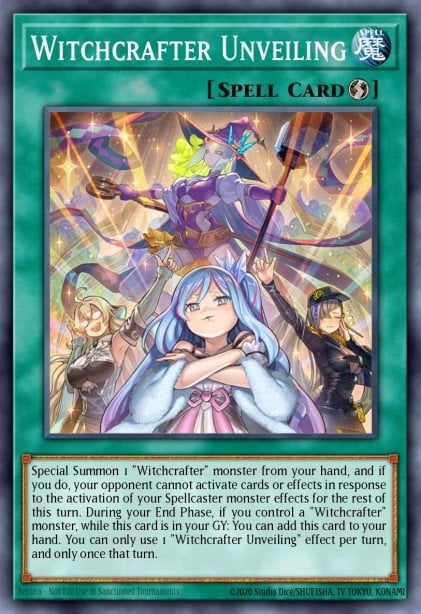 WITCHCRAFTER UNVEILING
SPELL
魔
[SPELL CARD]
Special Summon 1 "Witchcrafter" monster from your hand, and if
you do, your opponent cannot activate cards or effects in response
to the activation of your Spellcaster monster effects for the rest of
this turn. During your End Phase, if you control a "Witchcrafter"
monster, while this card is in your GY: You can add this card to your
hand. You can only use 1 "Witchcrafter Unveiling" effect per turn,
and only once that turn.
Replica - Not For Use in Sanctioned Tournaments
©2020 Studio Dice/SHUEISHA, TV TOKYO, KONAMI